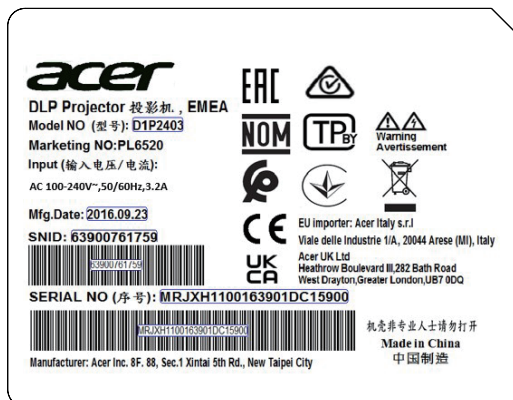 acer
DLP Projector 投影机 , EMEA
Model NO (型号): D1P2403
Marketing NO:PL6520
Input (输入电压/电流):
AC 100-240V~,50/60Hz,3.2A
Mfg.Date: 2016.09.23
SNID: 63900761759
63900761759
SERIAL NO (序号): MRJXH1100163901DC15900
MRJXH1100163901DC15900
Manufacturer: Acer Inc. 8F. 88, Sec.1 Xintai 5th Rd., New Taipei City
EAC
NOM
TP BY
Warning
Avertissement
CE
EU importer: Acer Italy s.r.l
Viale delle Industrie 1/A, 20044 Arese (MI), Italy
UK
CA
Acer UK Ltd
Heathrow Boulevard III,282 Bath Road
West Drayton,Greater London,UB7 0DQ
机壳非专业人士请勿打开
Made in China
中国制造